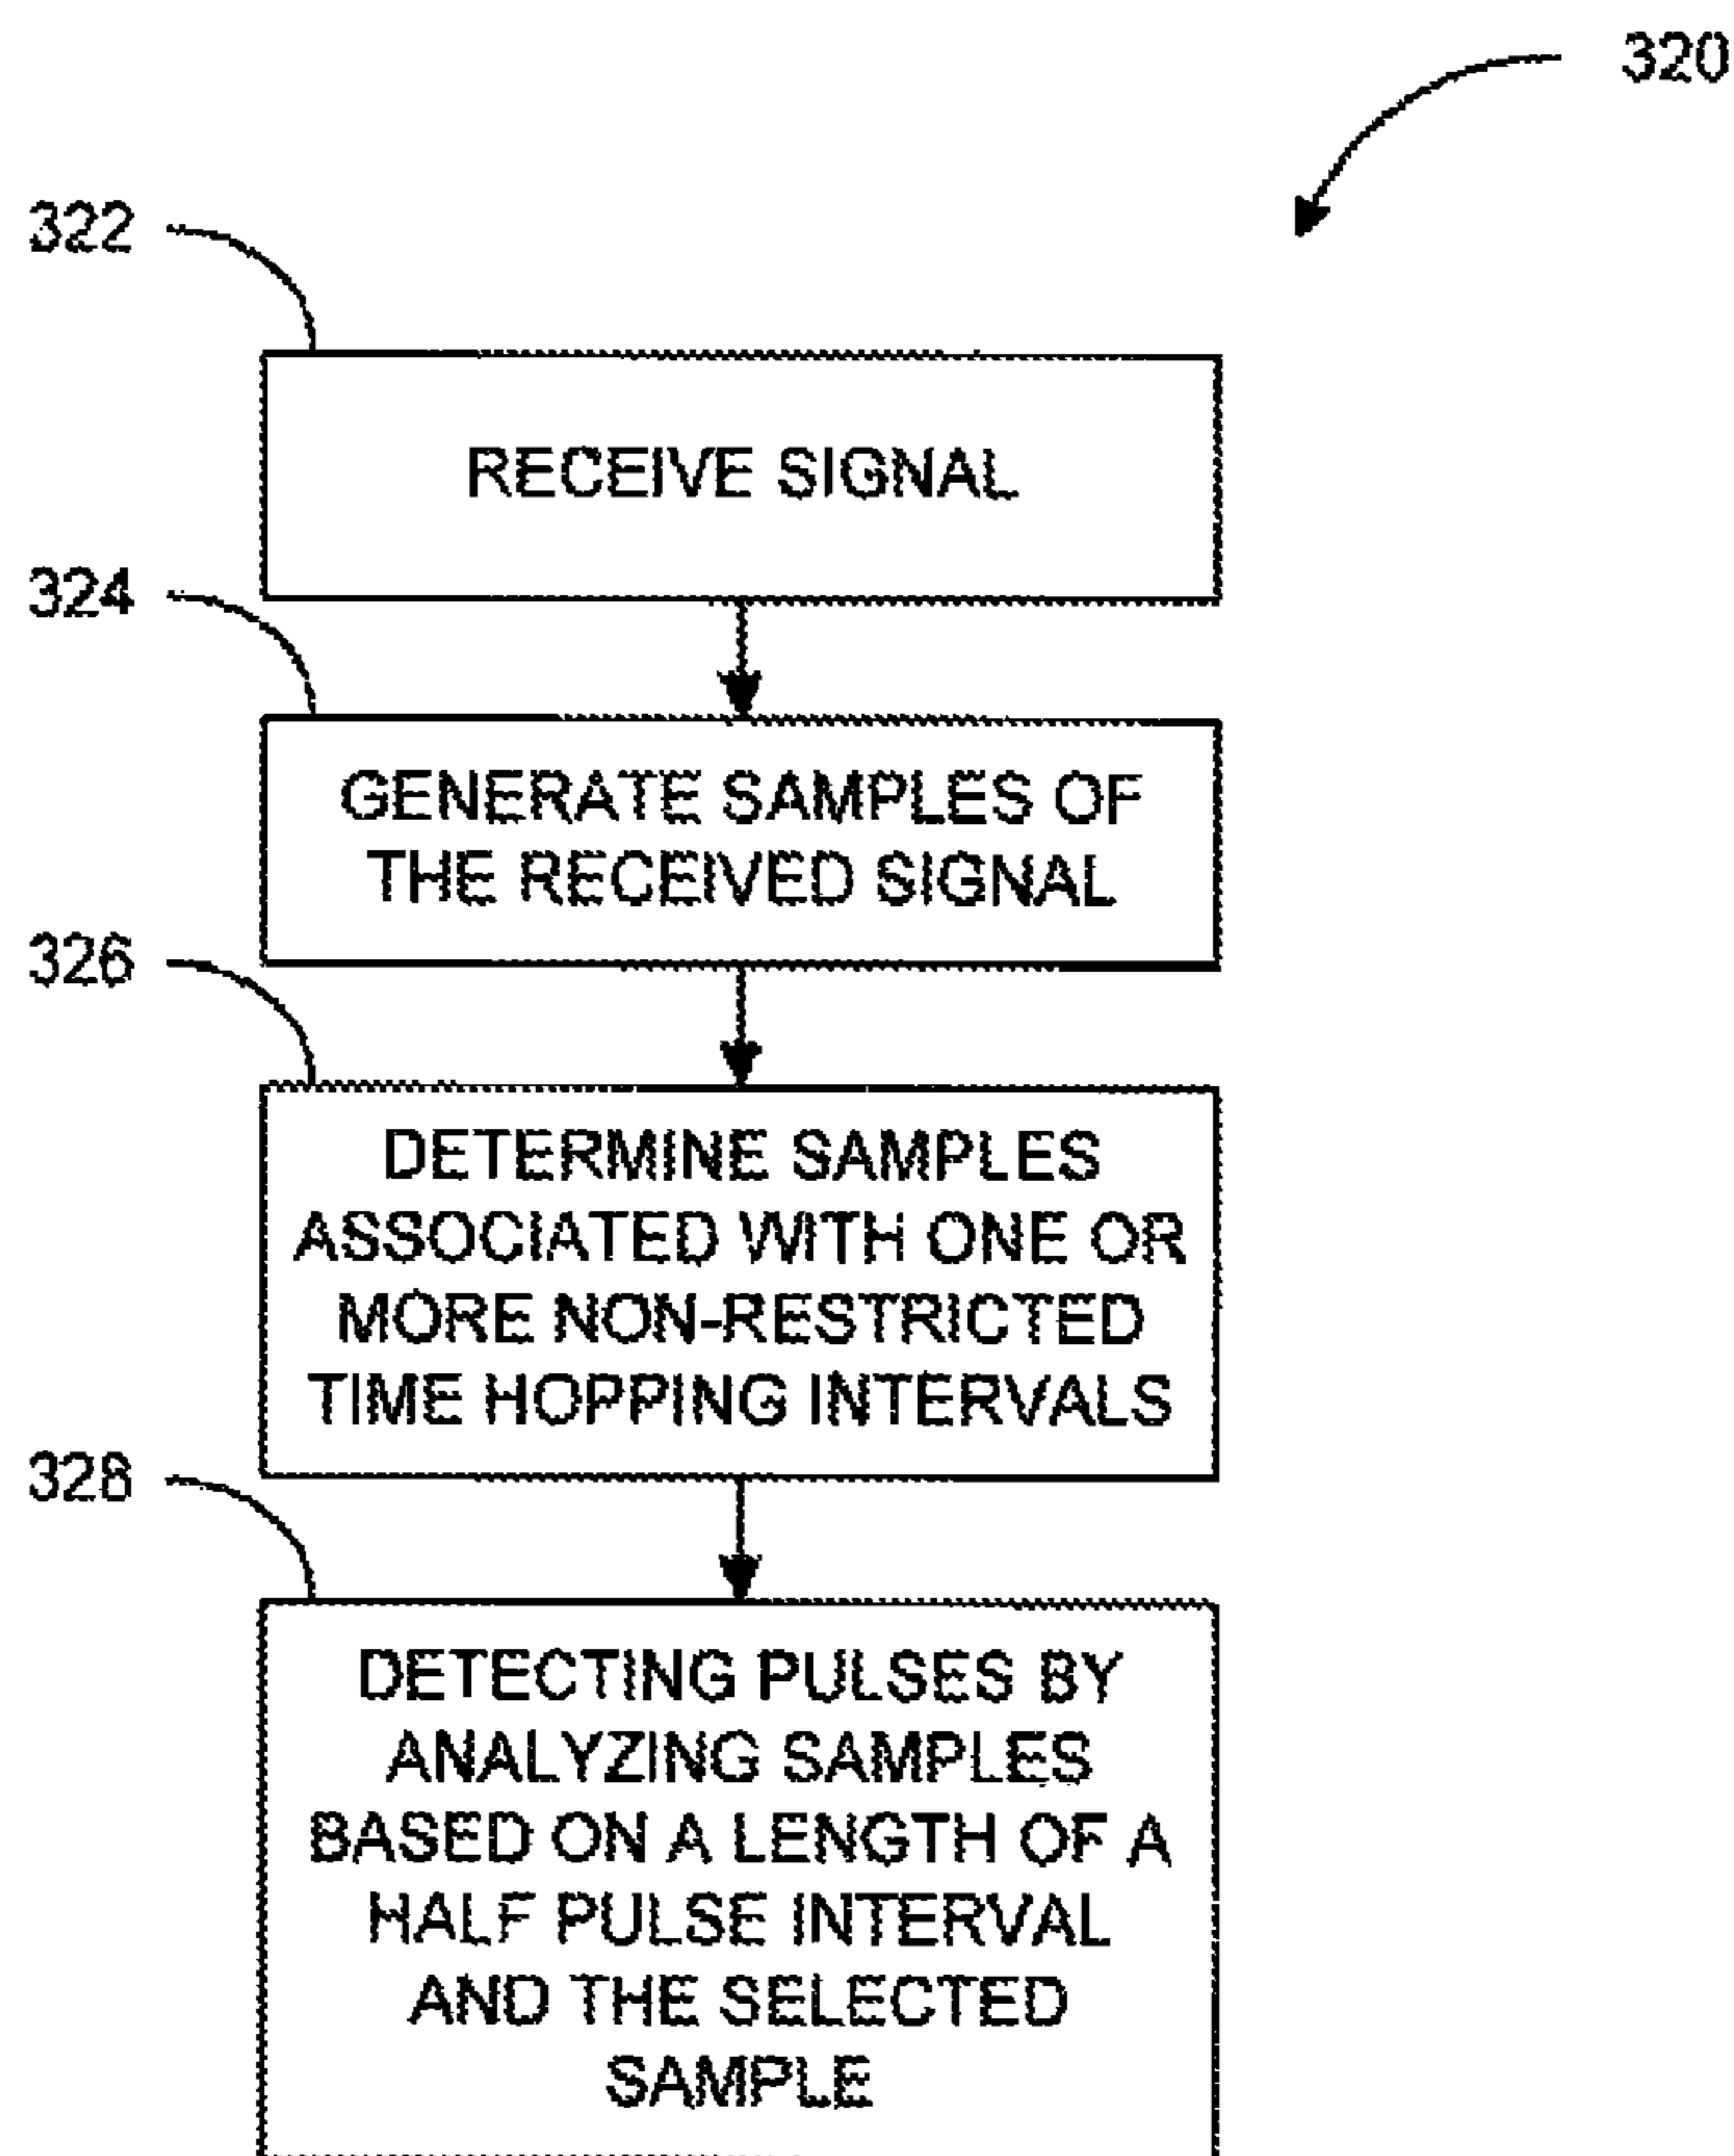 320
322
RECEIVE SIGNAL
324
GENERATE SAMPLES OF
THE RECEIVED SIGNAL
326
DETERMINE SAMPLES
ASSOCIATED WITH ONE OR
MORE NON-RESTRICTED
TIME HOPPING INTERVALS
328
DETECTING PULSES BY
ANALYZING SAMPLES
BASED ON A LENGTH OF A
HALF PULSE INTERVAL
AND THE SELECTED
SAMPLE